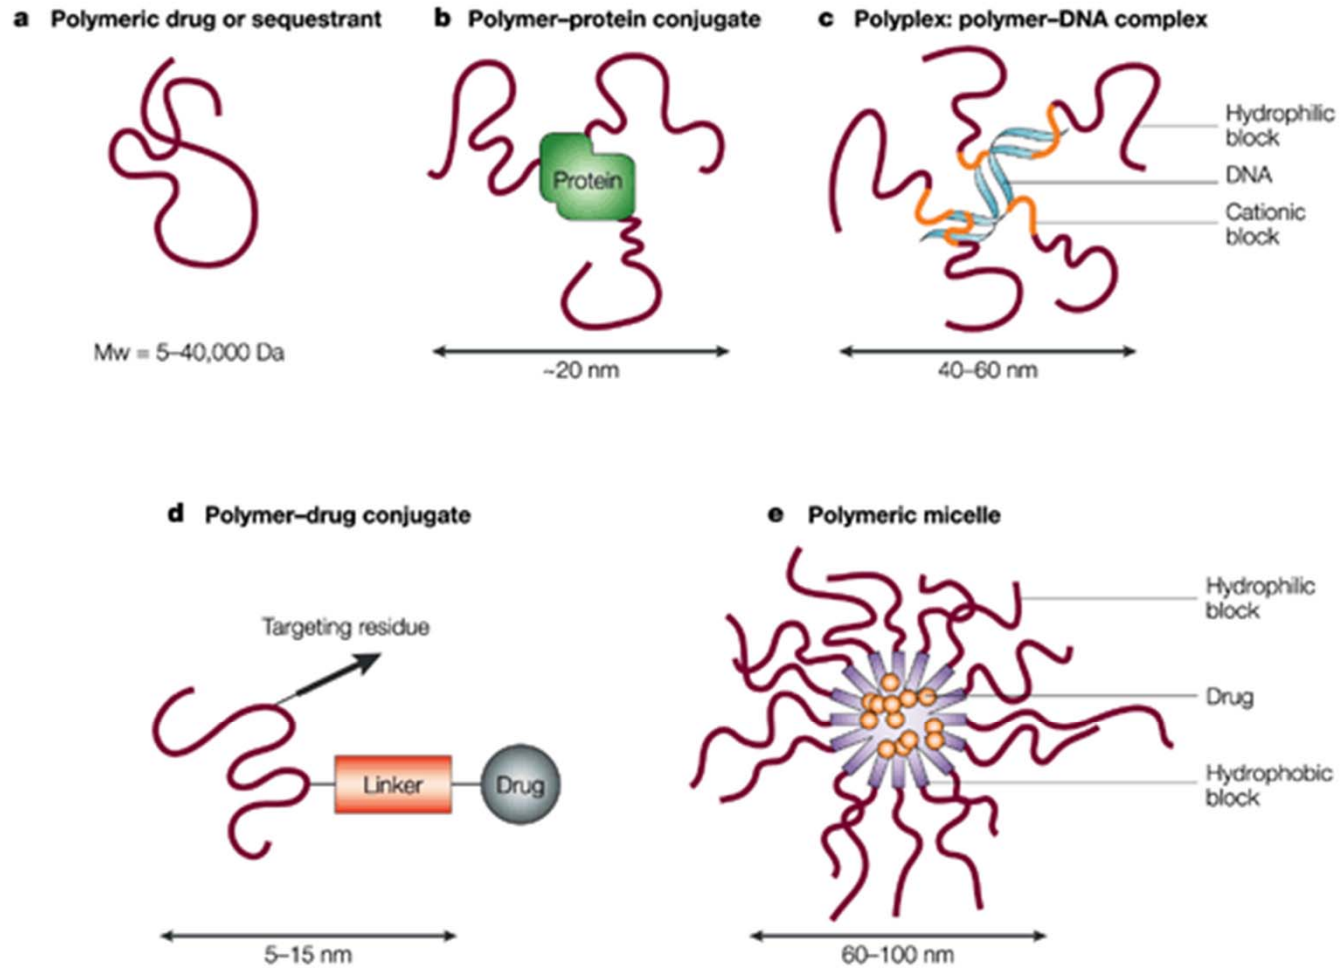 a Polymeric drug or sequestrant
b Polymer–protein conjugate
c Polyplex: polymer–DNA complex
Protein
Hydrophilic
block
DNA
Cationic
block
Mw = 5–40,000 Da
~20 nm
40–60 nm
d Polymer–drug conjugate
e Polymeric micelle
Targeting residue
Linker
Drug
Hydrophilic
block
Drug
Hydrophobic
block
5–15 nm
60–100 nm